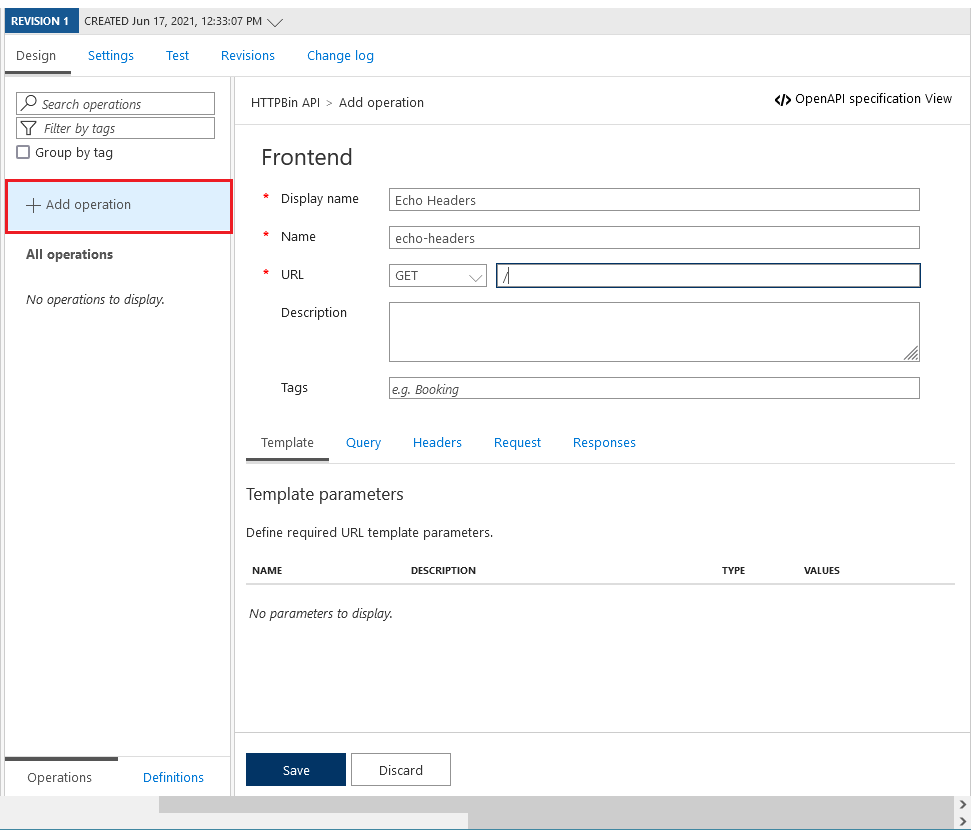 REVISION 1 CREATED Jun 17, 2021, 12:33:07 PM
Design Settings Test Revisions Change log
Search operations
Filter by tags
Group by tag
Add operation
All operations
No operations to display.
Operations Definitions
HTTPBin API > Add operation
</> OpenAPI specification View
Frontend
* Display name Echo Headers
* Name echo-headers
* URL GET /
Description
Tags e.g. Booking
Template Query Headers Request Responses
Template parameters
Define required URL template parameters.
NAME DESCRIPTION TYPE VALUES
No parameters to display.
Save Discard